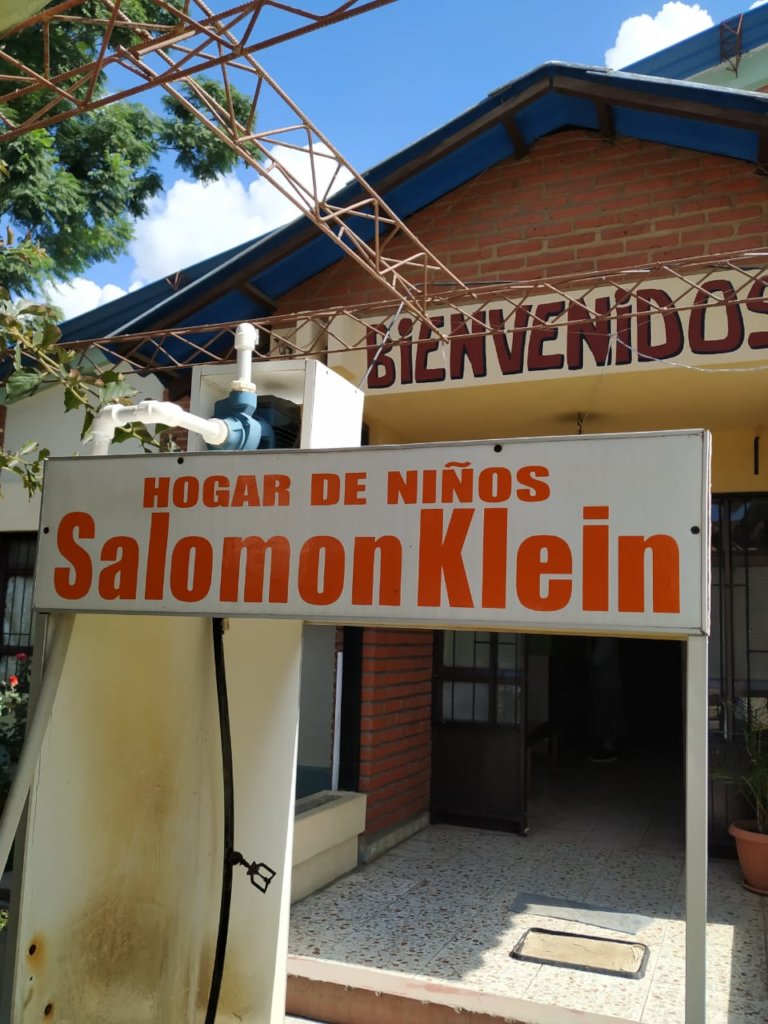 BiENVENiDOS
HOGAR DE NIÑOS
Salomon Klein